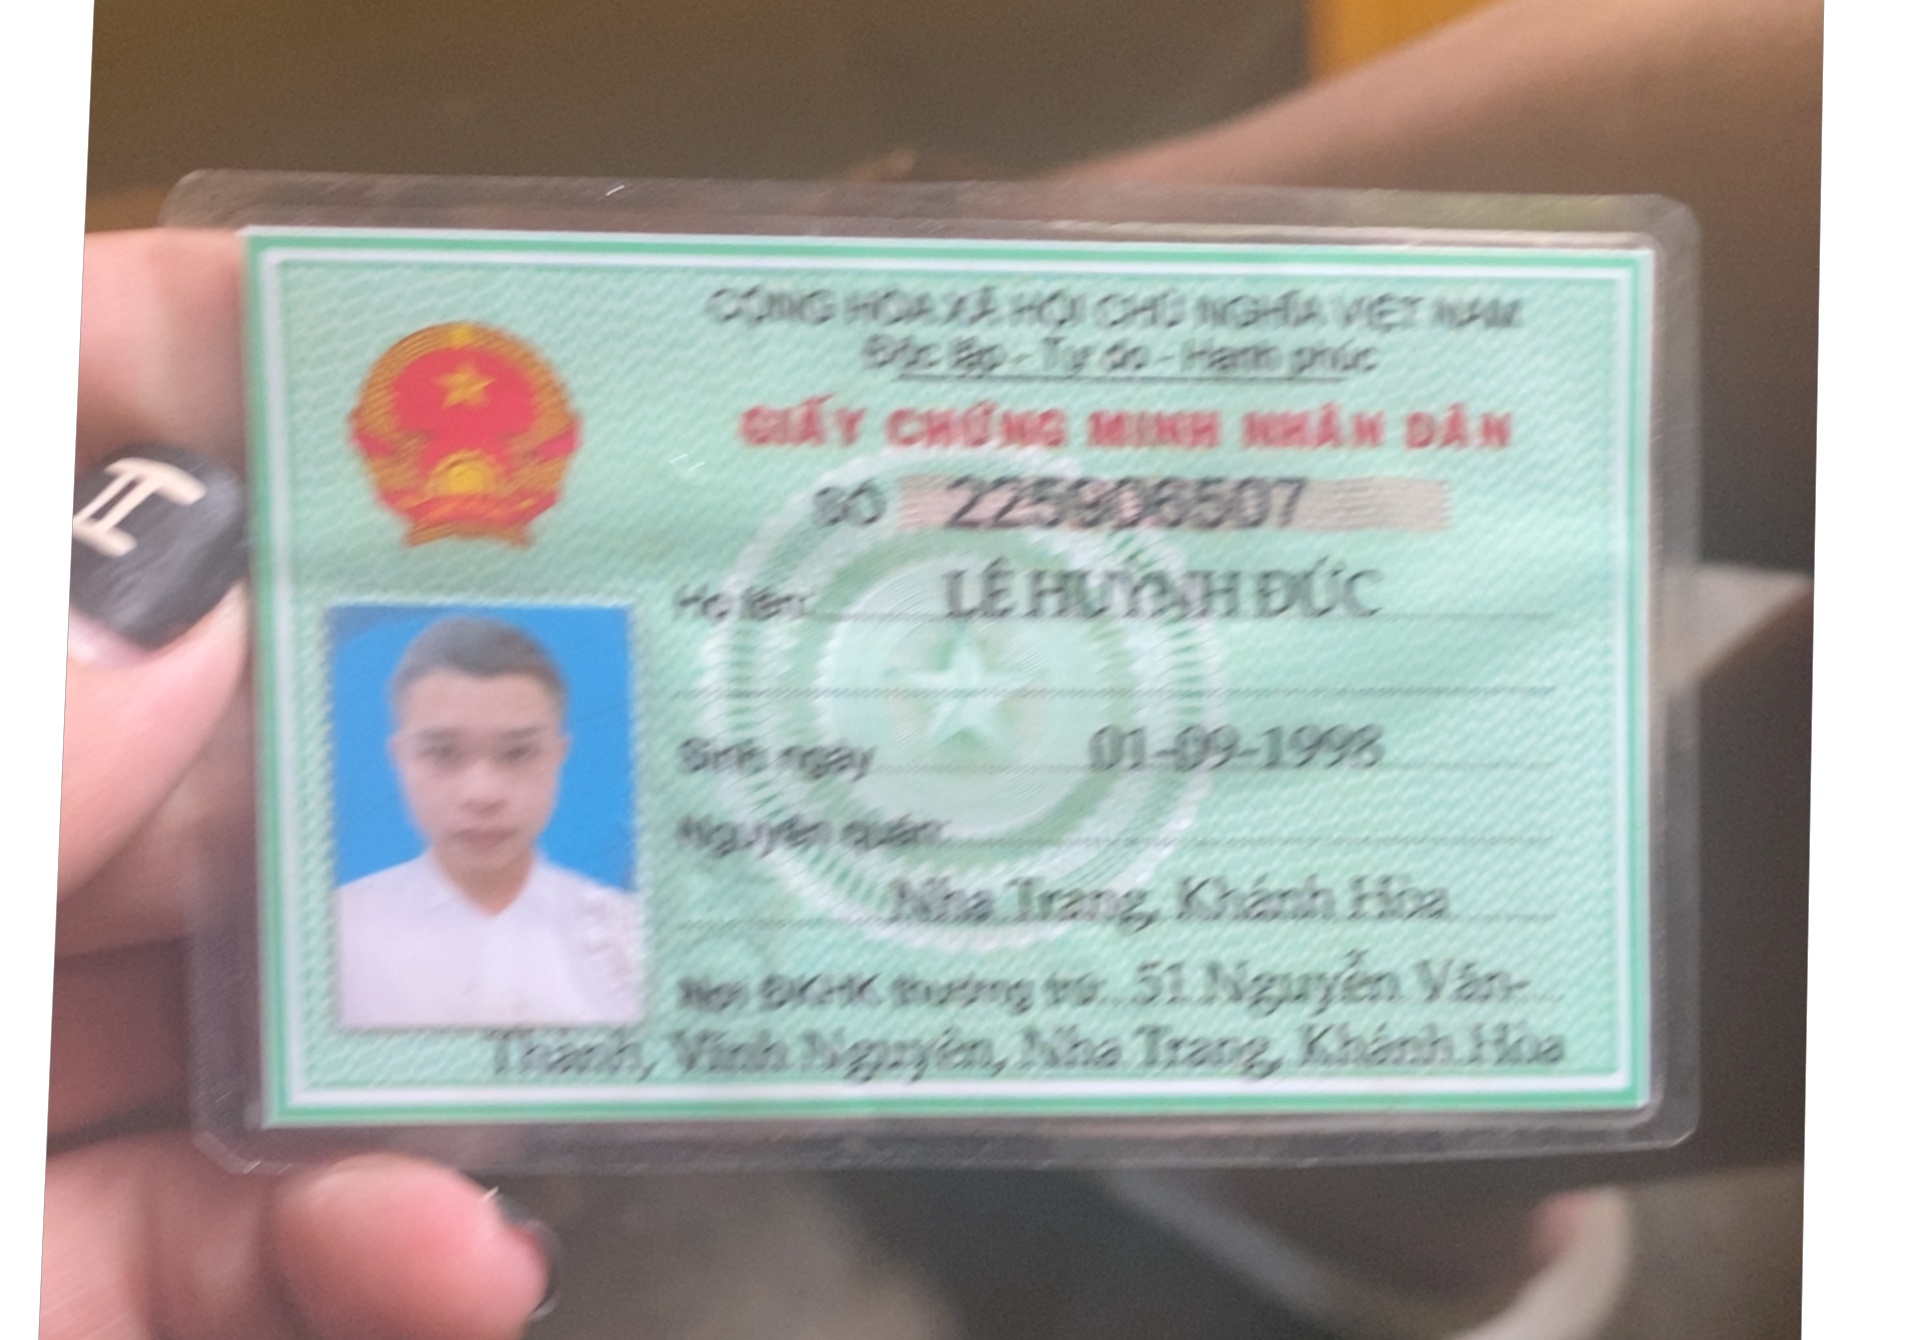 CỘNG HÒA XÃ HỘI CHỦ NGHĨA VIỆT NAM
Độc lập - Tự do - Hạnh phúc
GIẤY CHỨNG MINH NHÂN DÂN
SỐ 225906507
Họ tên: LÊ HUỲNH ĐỨC
Sinh ngày 01-09-1998
Nguyên quán:
Nha Trang, Khánh Hòa
Nơi ĐKHK thường trú: 51 Nguyễn Văn-
Thành, Vĩnh Nguyên, Nha Trang, Khánh Hòa